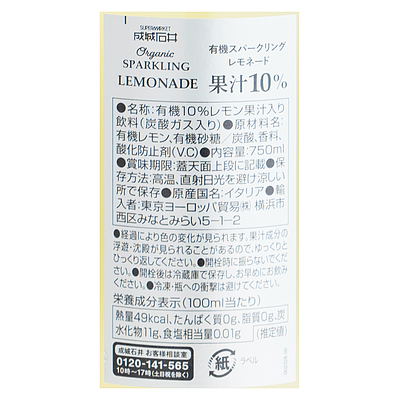 SUPERMARKET
成城石井
Organic
SPARKLING
LEMONADE
有機スパークリング
レモネード
果汁10%
●名称:有機10%レモン果汁入り
飲料(炭酸ガス入り)●原材料名:
有機レモン、有機砂糖/炭酸、香料、
酸化防止剤(V.C)●内容量:750ml
●賞味期限:蓋天面上段に記載●保
存方法:高温、直射日光を避け涼しい
所で保存●原産国名:イタリア●輸
入者:東京ヨーロッパ貿易㈱ 横浜市
西区みなとみらい5-1-2
●経過により色の変化が見られます。果汁成分の
浮遊・沈殿が見られることがあるので、ゆっくりと
ひっくり返してください。●開栓時に振らないでくださ
い。●開栓後は冷蔵庫で保存し、お早めにお飲み
ください。●冷凍・瓶への衝撃は避けてください。
栄養成分表示(100ml当たり)
熱量49kcal、たんぱく質0g、脂質0g、炭
水化物11g、食塩相当量0.01g (推定値)
成城石井 お客様相談室
0120-141-565
10時~17時(土日祝を除く)
紙 ラベル